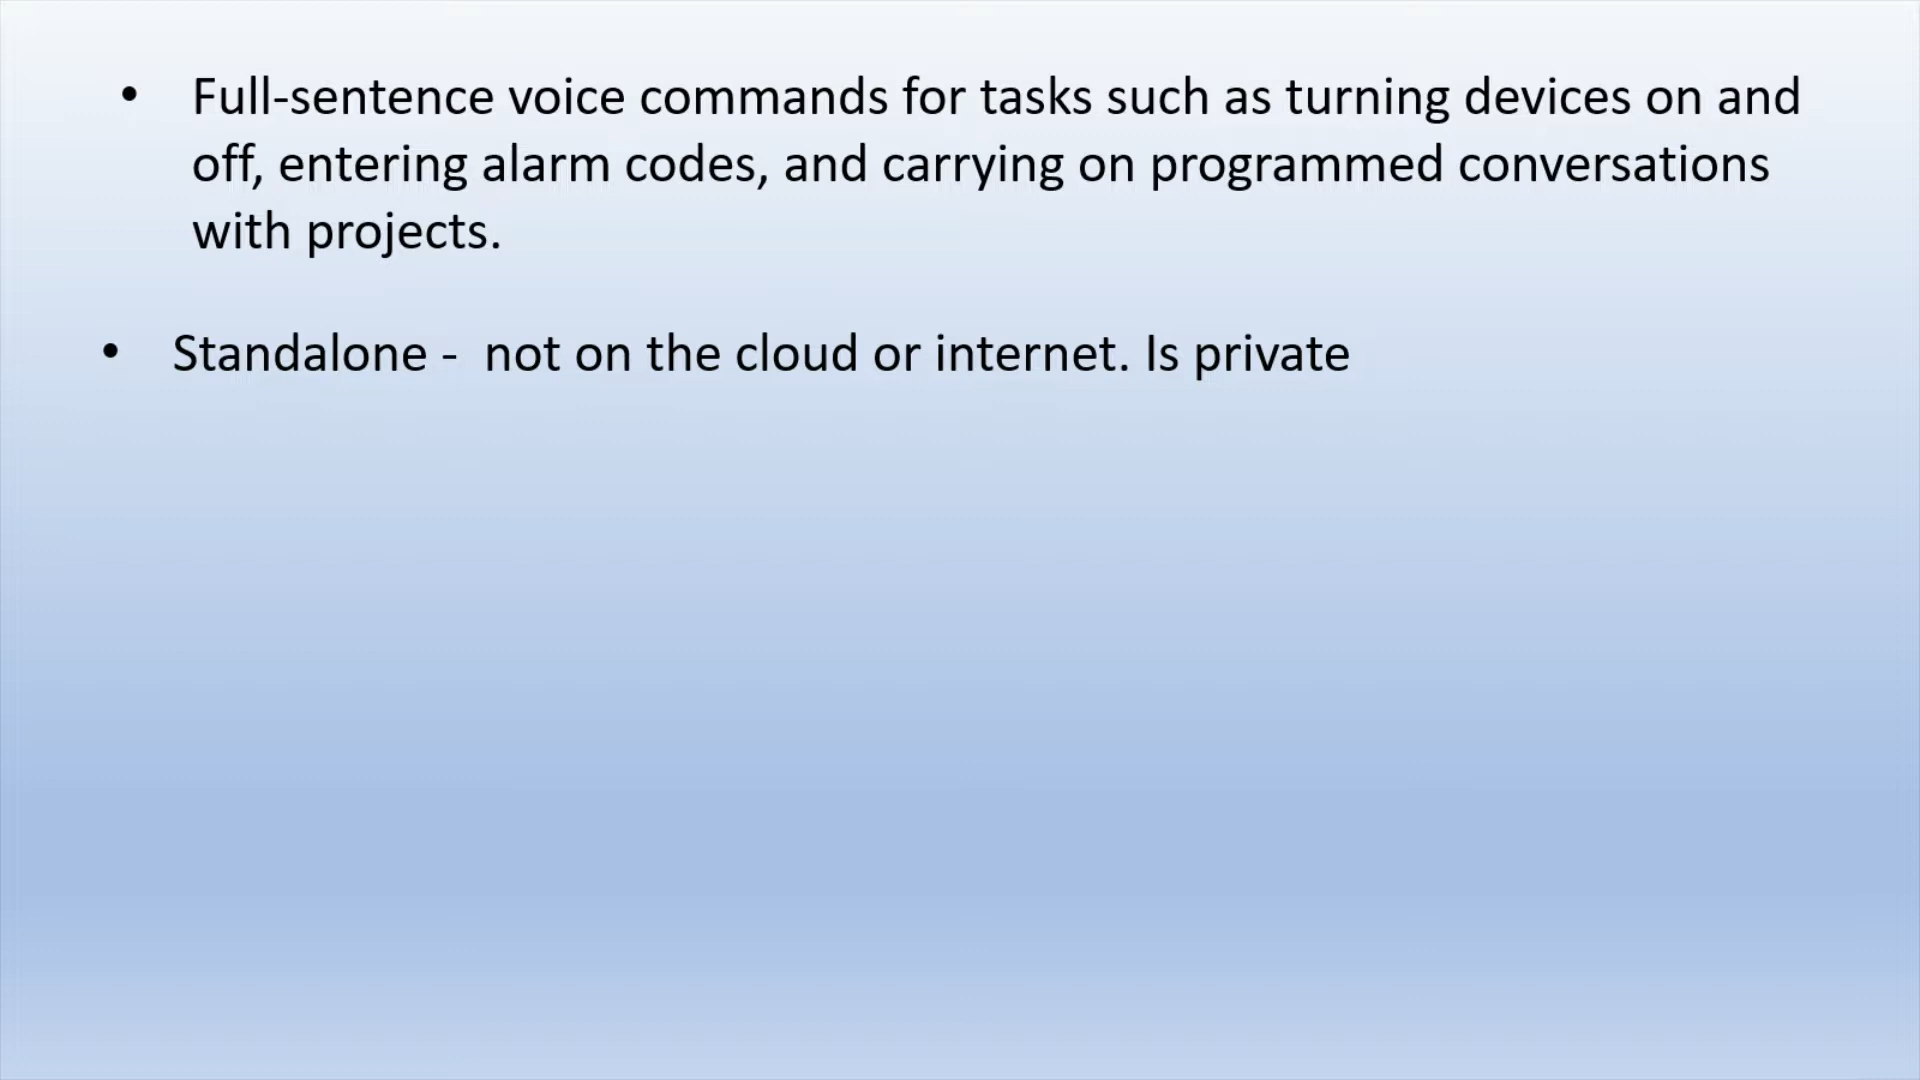 • Full-sentence voice commands for tasks such as turning devices on and
off, entering alarm codes, and carrying on programmed conversations
with projects.
• Standalone -  not on the cloud or internet. Is private